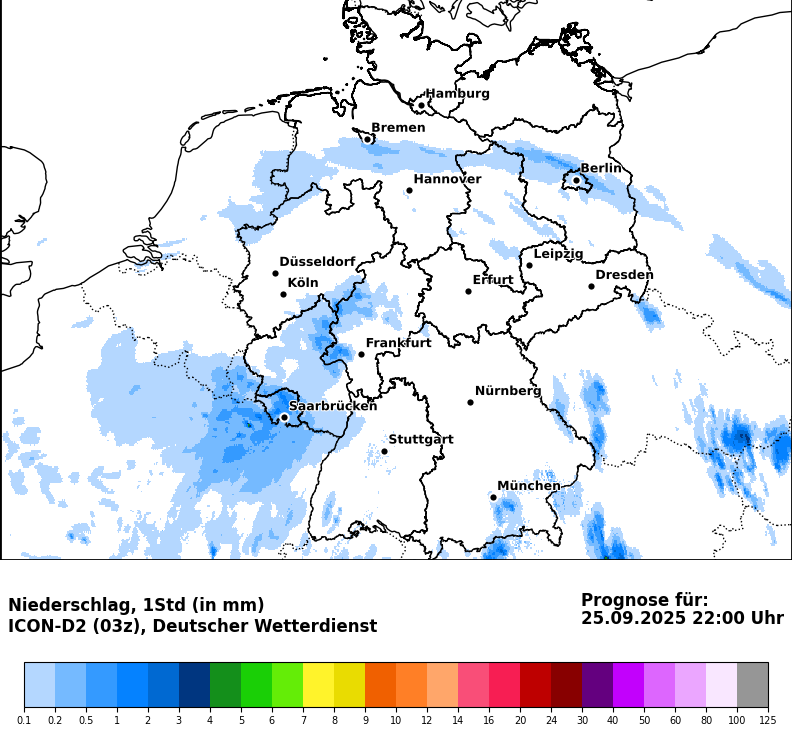 Hamburg
Bremen
Berlin
Hannover
Düsseldorf
Köln
Leipzig
Dresden
Erfurt
Frankfurt
Saarbrücken
Nürnberg
Stuttgart
München
Niederschlag, 1Std (in mm)
ICON-D2 (03z), Deutscher Wetterdienst
Prognose für:
25.09.2025 22:00 Uhr
0.1 0.2 0.5 1 2 3 4 5 6 7 8 9 10 12 14 16 20 24 30 40 50 60 80 100 125